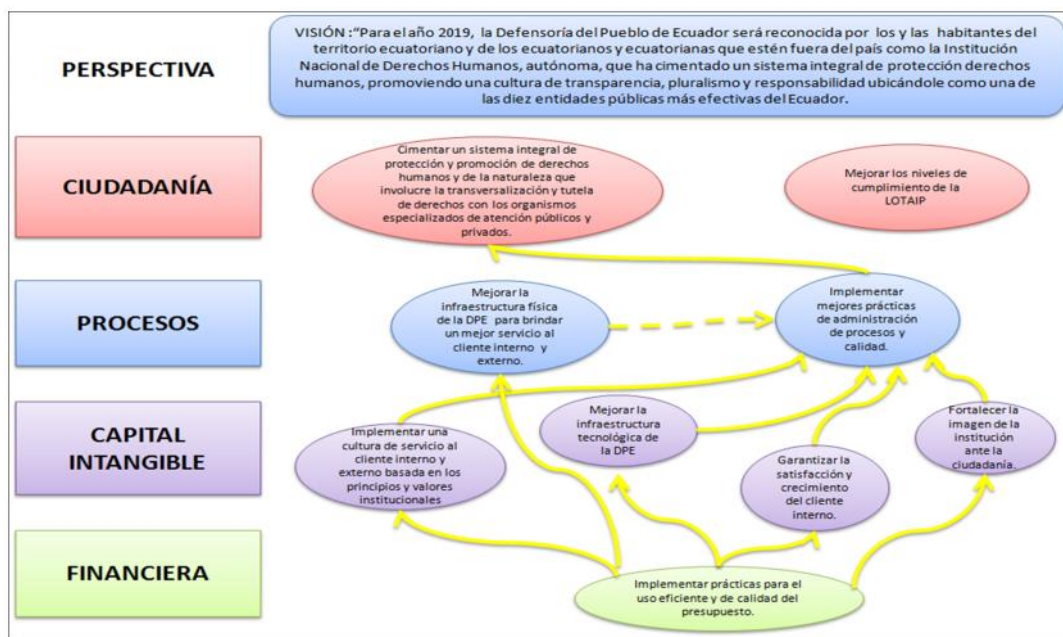 PERSPECTIVA
VISIÓN :"Para el año 2019, la Defensoría del Pueblo de Ecuador será reconocida por los y las habitantes del
territorio ecuatoriano y de los ecuatorianos y ecuatorianas que estén fuera del país como la Institución
Nacional de Derechos Humanos, autónoma, que ha cimentado un sistema integral de protección derechos
humanos, promoviendo una cultura de transparencia, pluralismo y responsabilidad ubicándole como una de
las diez entidades públicas más efectivas del Ecuador.
CIUDADANÍA
Cimentar un sistema integral de
protección y promoción de derechos
humanos y de la naturaleza que
involucre la transversalización y tutela
de derechos con los organismos
especializados de atención públicos y
privados.
Mejorar los niveles de
cumplimiento de la
LOTAIP
PROCESOS
Mejorar la
infraestructura física
de la DPE para brindar
un mejor servicio al
cliente interno y
externo.
Implementar
mejores prácticas
de administración
de procesos y
calidad.
CAPITAL
INTANGIBLE
Implementar una
cultura de servicio al
cliente interno y
externo basada en los
principios y valores
institucionales
Mejorar la
infraestructura
tecnológica de
la DPE
Garantizar la
satisfacción y
crecimiento
del cliente
interno.
Fortalecer la
imagen de la
institución
ante la
ciudadanía.
FINANCIERA
Implementar prácticas para el
uso eficiente y de calidad del
presupuesto.